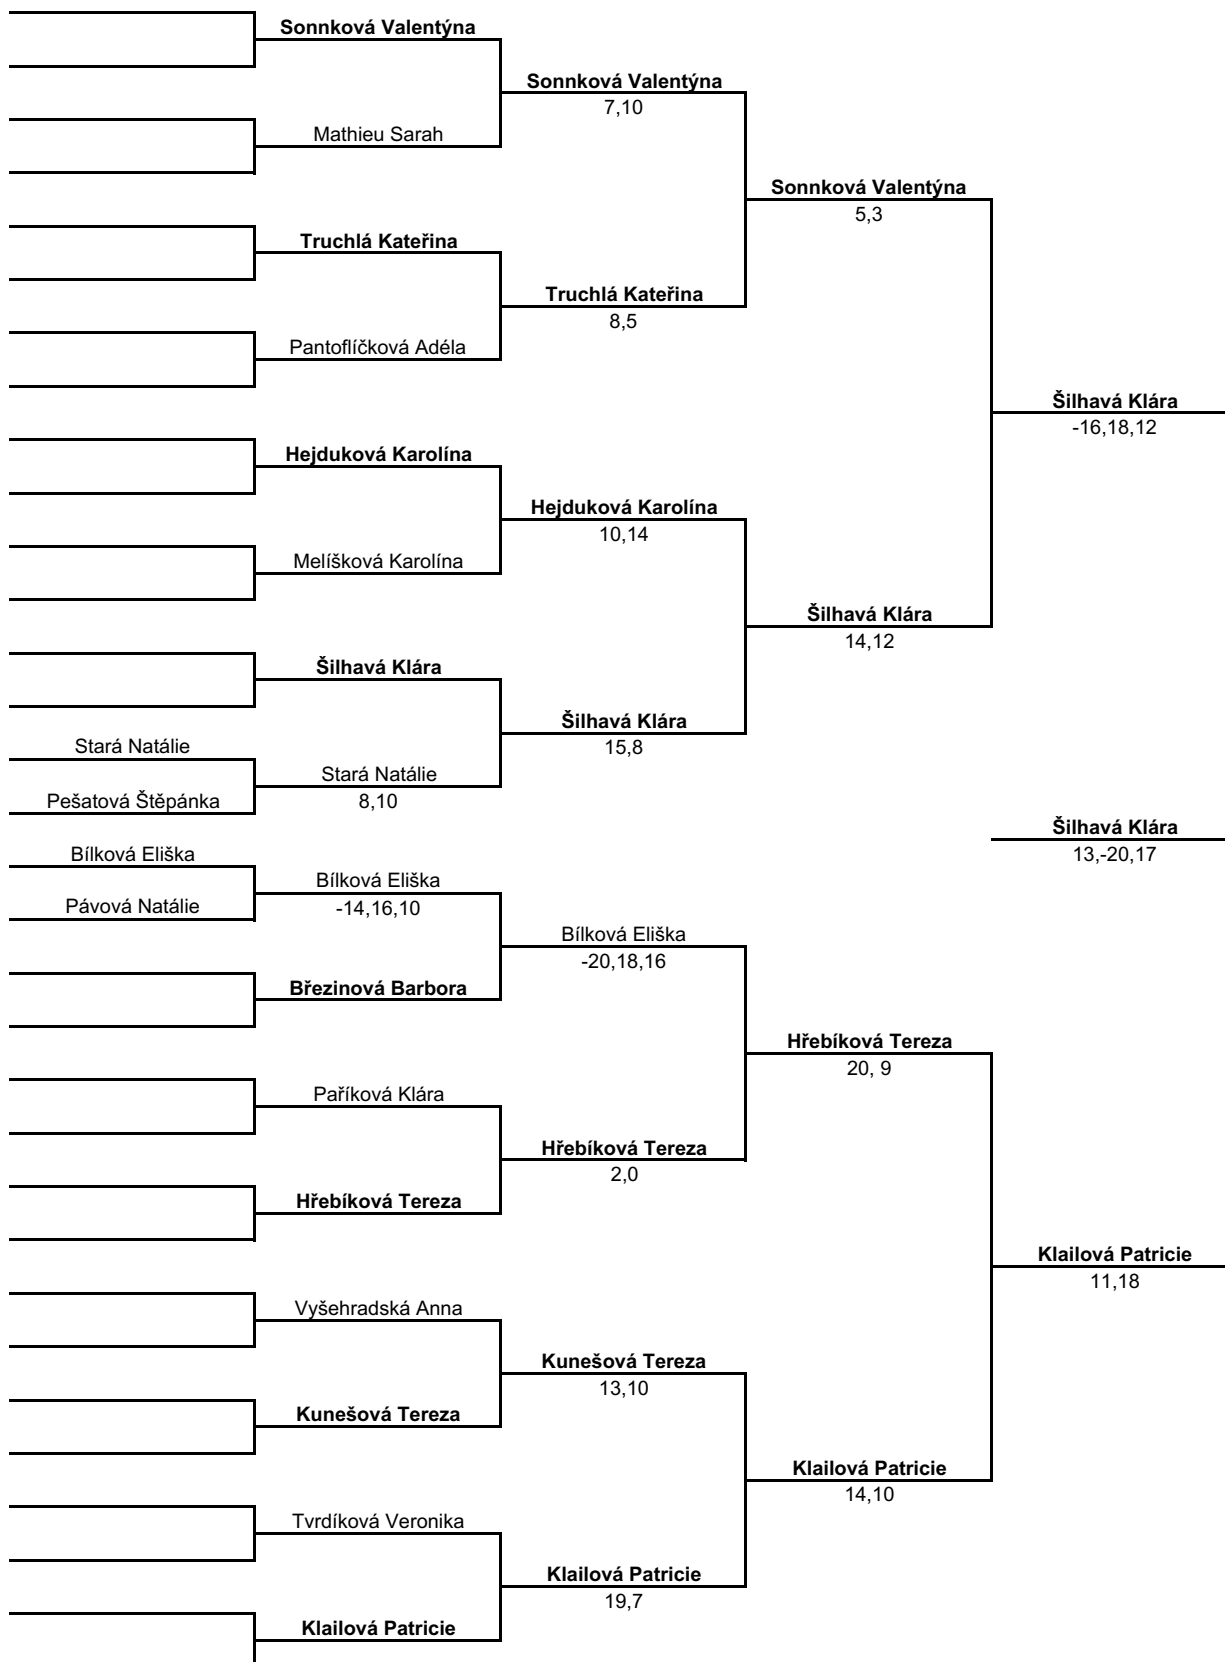 Sonnková Valentýna
Sonnková Valentýna
7,10
Mathieu Sarah
Sonnková Valentýna
5,3
Truchlá Kateřina
Truchlá Kateřina
8,5
Pantoflíčková Adéla
Šilhavá Klára
-16,18,12
Hejduková Karolína
Hejduková Karolína
10,14
Melíšková Karolína
Šilhavá Klára
14,12
Šilhavá Klára
Šilhavá Klára
15,8
Stará Natálie
Stará Natálie
Pešatová Štěpánka
8,10
Šilhavá Klára
13,-20,17
Bílková Eliška
Bílková Eliška
Pávová Natálie
-14,16,10
Bílková Eliška
-20,18,16
Březinová Barbora
Hřebíková Tereza
20, 9
Paříková Klára
Hřebíková Tereza
2,0
Hřebíková Tereza
Klailová Patricie
11,18
Vyšehradská Anna
Kunešová Tereza
13,10
Kunešová Tereza
Klailová Patricie
14,10
Tvrdíková Veronika
Klailová Patricie
19,7
Klailová Patricie